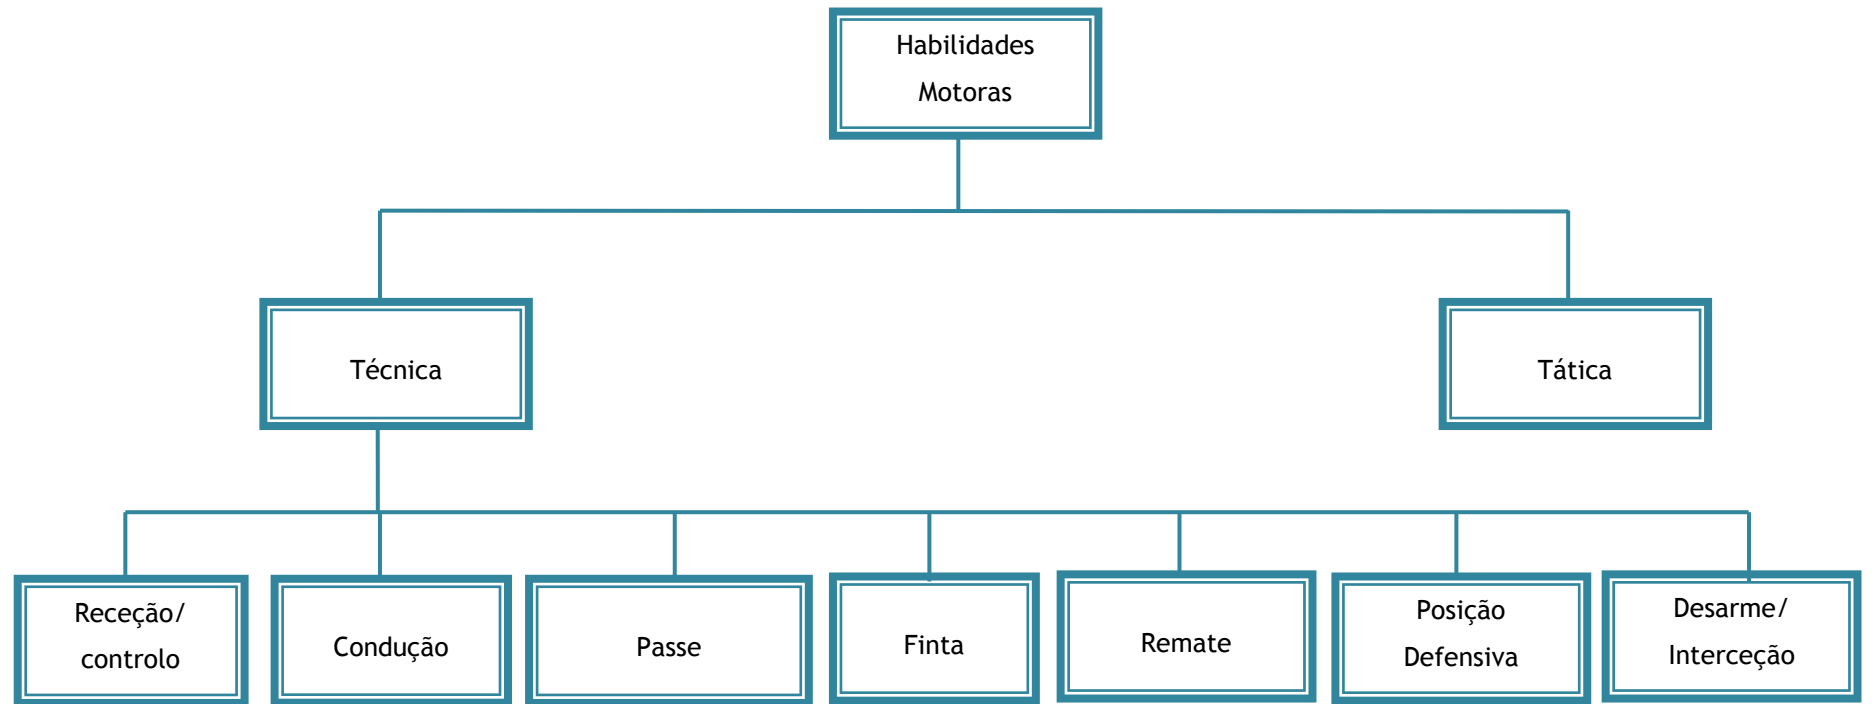 Habilidades
Motoras
Técnica
Tática
Receção/
controlo
Condução
Passe
Finta
Remate
Posição
Defensiva
Desarme/
Interceção